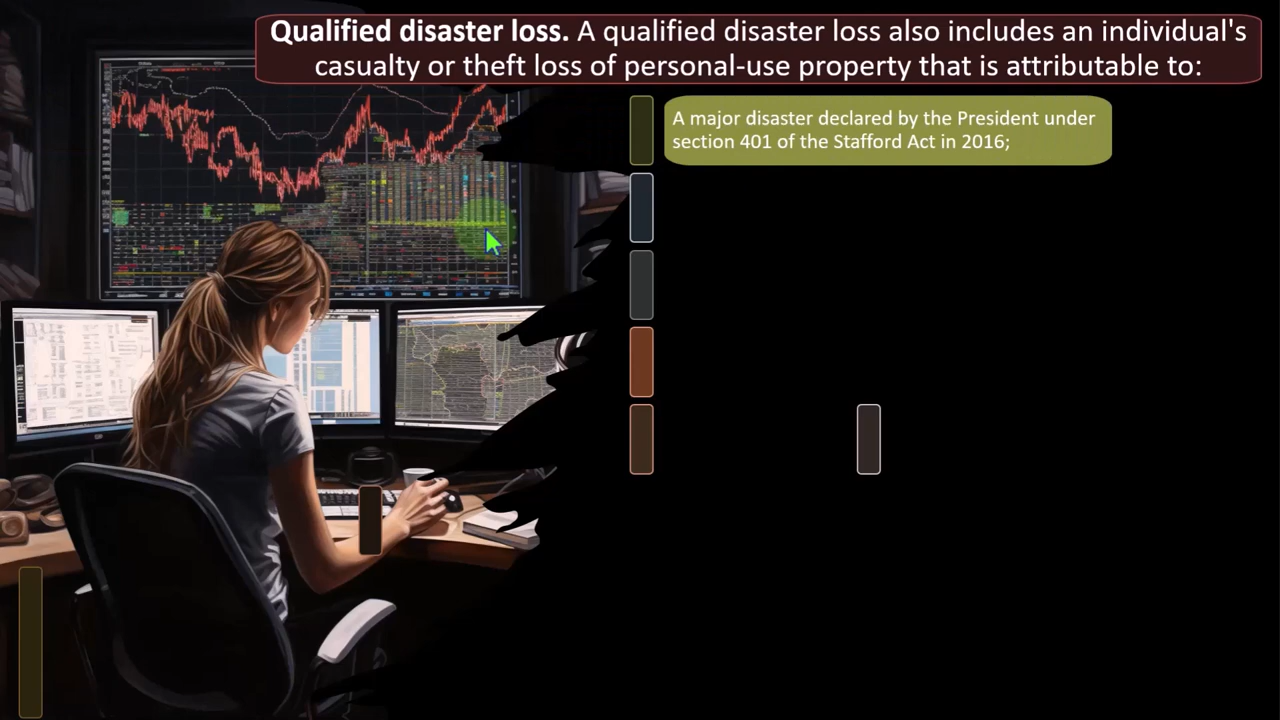 Qualified disaster loss. A qualified disaster loss also includes an individual's
casualty or theft loss of personal-use property that is attributable to:
A major disaster declared by the President under
section 401 of the Stafford Act in 2016;